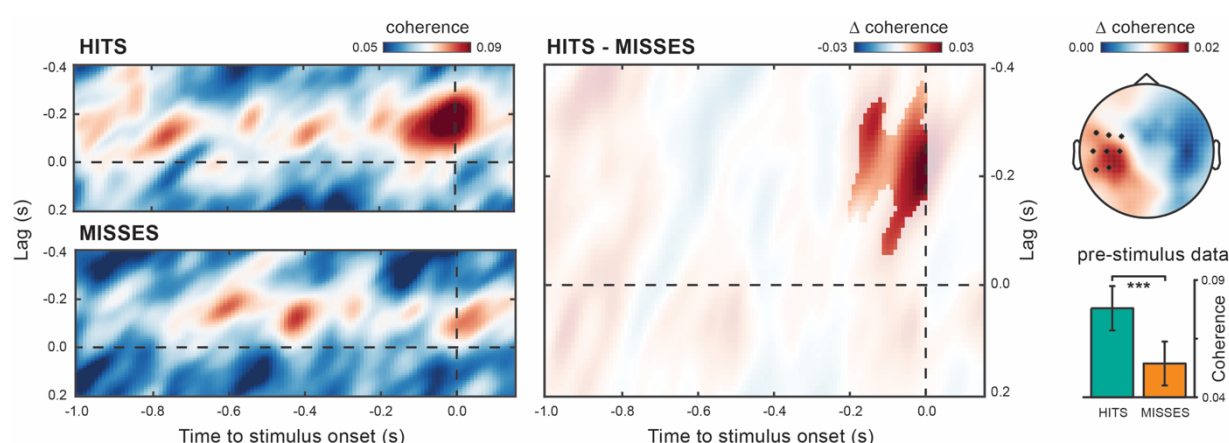 HITS
coherence
0.05 0.09
-0.4
-0.2
0.0
0.2
MISSES
-0.4
-0.2
0.0
0.2
Lag (s)
-1.0 -0.8 -0.6 -0.4 -0.2 0.0
Time to stimulus onset (s)
HITS - MISSES
Δ coherence
-0.03 0.03
-0.4
-0.2
0.0
0.2
Lag (s)
-1.0 -0.8 -0.6 -0.4 -0.2 0.0
Time to stimulus onset (s)
Δ coherence
0.00 0.02
pre-stimulus data
***
0.09
0.04
Coherence
HITS MISSES